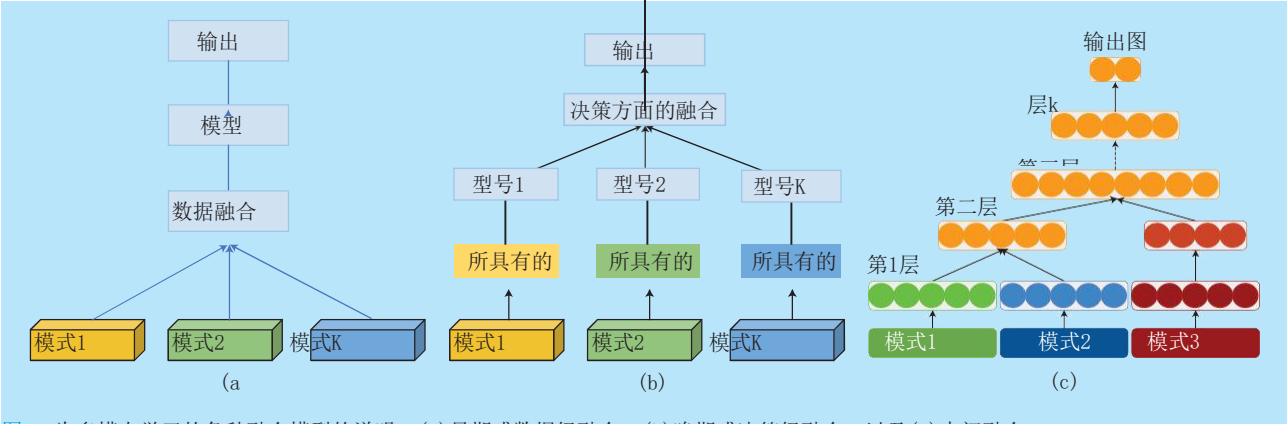 输出
模型
数据融合
模式1
模式2
模式K
(a
输出
决策方面的融合
型号1
型号2
型号K
所具有的
所具有的
所具有的
模式1
模式2
模式K
(b)
输出图
层k
第二层
第1层
模式1
模式2
模式3
(c)